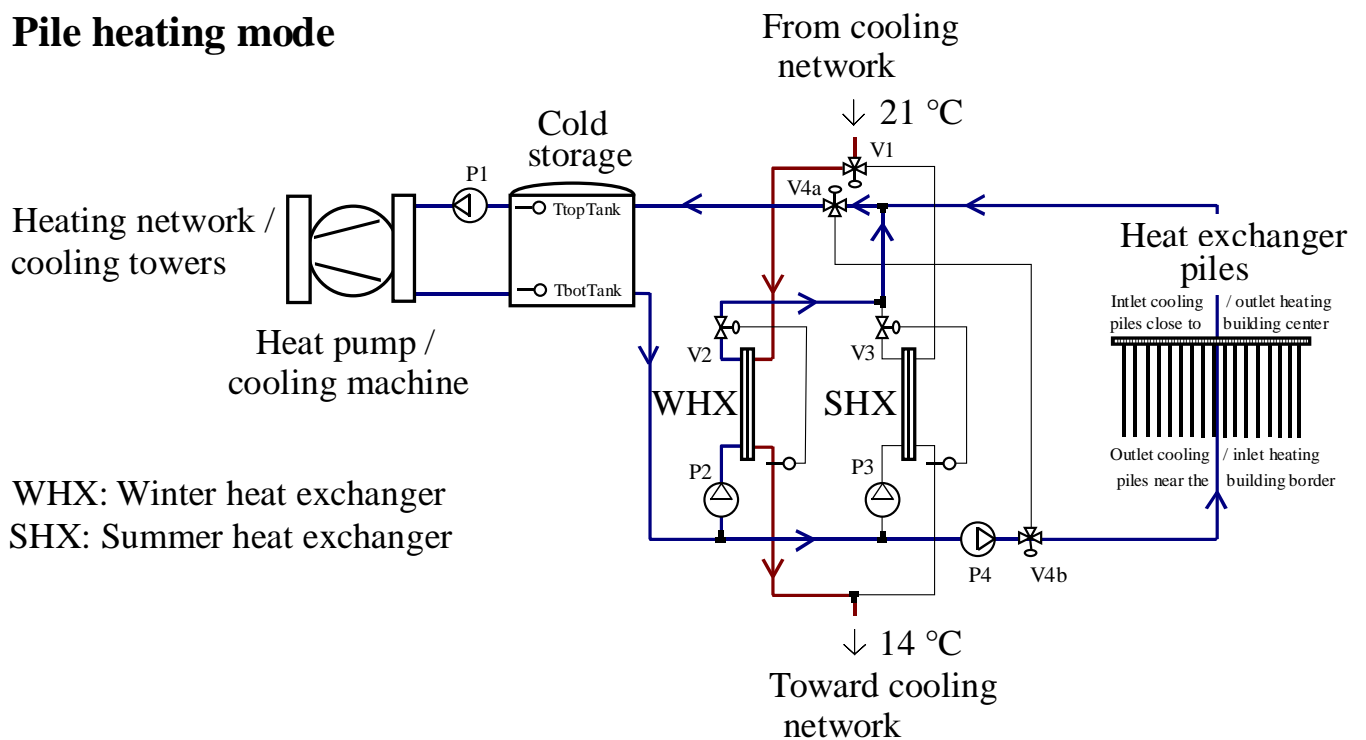 Pile heating mode
From cooling
network
21 °C
V1
Cold
storage
P1
V4a
TtopTank
Heating network /
cooling towers
Heat exchanger
piles
TbotTank
Intlet cooling / outlet heating
piles close to building center
Heat pump /
cooling machine
V2
V3
WHX
SHX
P2
P3
Outlet cooling / inlet heating
piles near the building border
WHX: Winter heat exchanger
SHX: Summer heat exchanger
P4
V4b
14 °C
Toward cooling
network